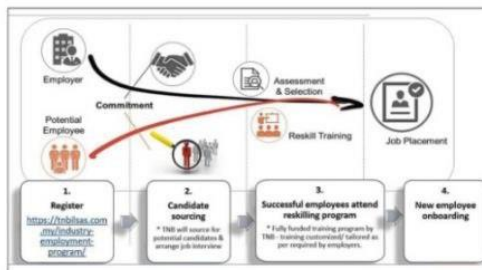 Employer
Commitment
Assessment
& Selection
Potential
Employee
Reskill Training
Job Placement
1.
Register
https://tnbilsas.com
.my/industry-
employment-
program/
2.
Candidate
sourcing
* TNB will source for
potential candidates &
arrange job interview
3.
Successful employees attend
reskilling program
* Fully funded training program by
TNB - training customized/ tailored as
per required by employers.
4.
New employee
onboarding